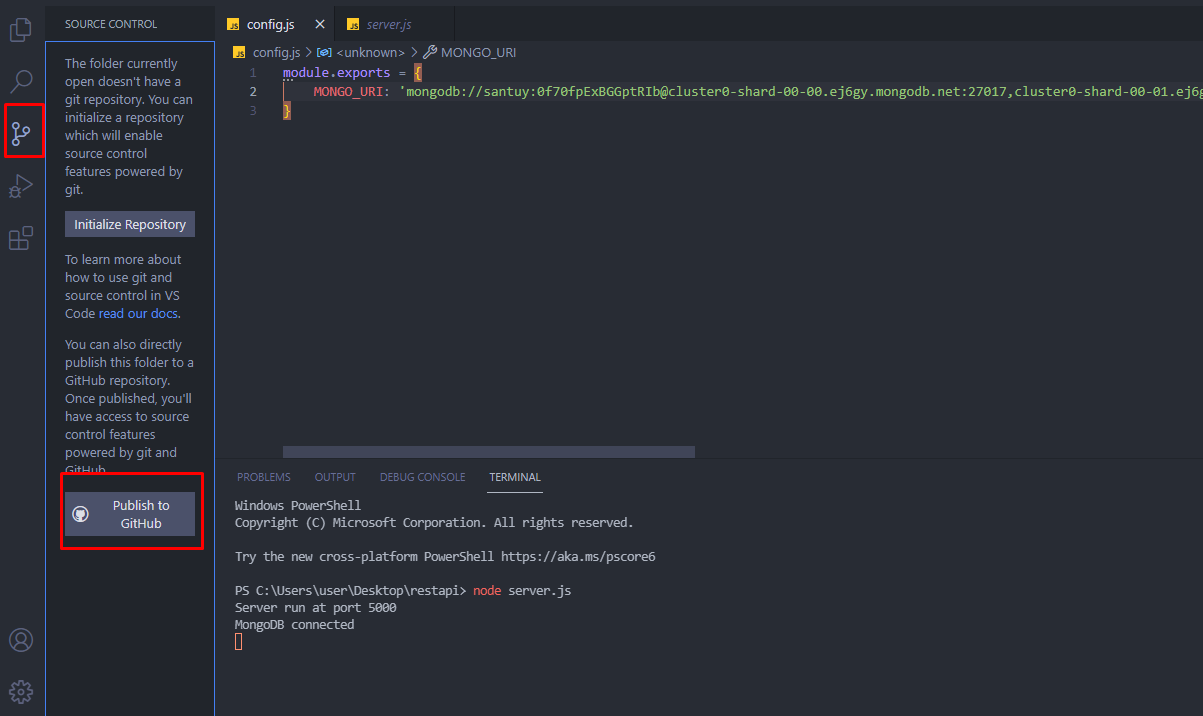 SOURCE CONTROL
The folder currently
open doesn't have a
git repository. You can
initialize a repository
which will enable
source control
features powered by
git.
Initialize Repository
To learn more about
how to use git and
source control in VS
Code read our docs.
You can also directly
publish this folder to a
GitHub repository.
Once published, you'll
have access to source
control features
powered by git and
GitHub.
Publish to
GitHub
JS config.js
JS server.js
JS config.js > <unknown> > MONGO_URI
1 module.exports = {
2 MONGO_URI: 'mongodb://santuy:0f70fpExBGGptRIb@cluster0-shard-00-00.ej6gy.mongodb.net:27017,cluster0-shard-00-01.ej6g
3 }
PROBLEMS OUTPUT DEBUG CONSOLE TERMINAL
Windows PowerShell
Copyright (C) Microsoft Corporation. All rights reserved.
Try the new cross-platform PowerShell https://aka.ms/pscore6
PS C:\Users\user\Desktop\restapi> node server.js
Server run at port 5000
MongoDB connected